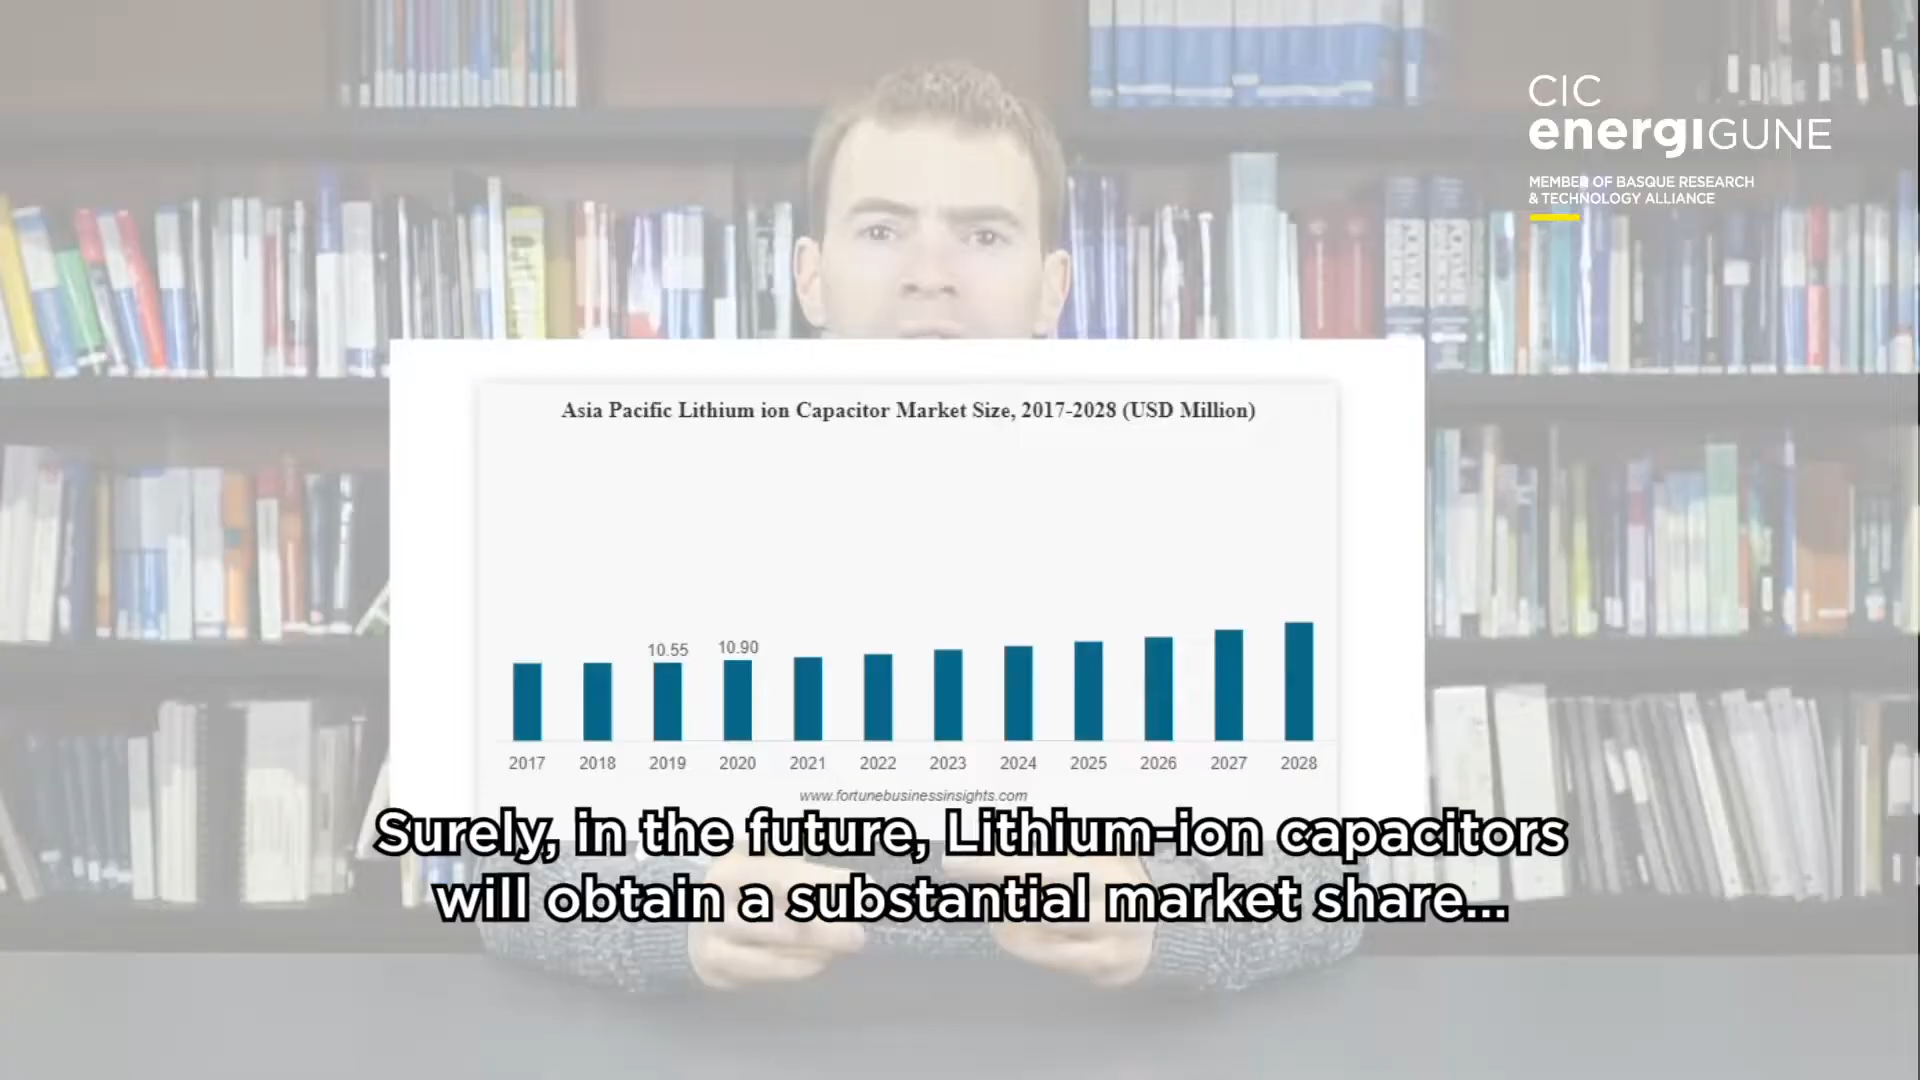 CIC
energiGUNE
MEMBER OF BASQUE RESEARCH
& TECHNOLOGY ALLIANCE
Asia Pacific Lithium ion Capacitor Market Size, 2017-2028 (USD Million)
10.55 10.90
2017 2018 2019 2020 2021 2022 2023 2024 2025 2026 2027 2028
www.fortunebusinessinsights.com
Surely, in the future, Lithium-ion capacitors
will obtain a substantial market share...